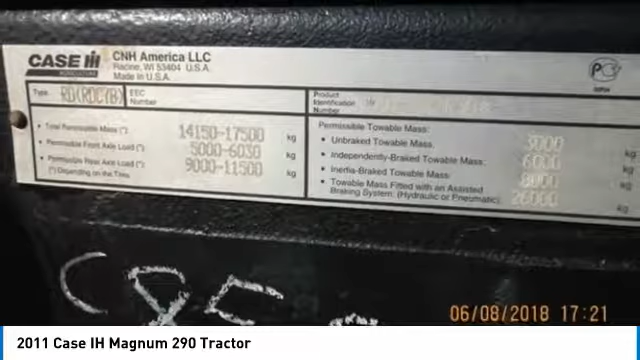 CASE IH
AGRICULTURE
CNH America LLC
Racine, WI 53404 U.S.A.
Made in U.S.A.
Type RD(RDC7B)
EEC Number
Product Identification Number
• Total Permissible Mass (*): 14150-17500 kg
• Permissible Front Axle Load (*): 5000-6030 kg
• Permissible Rear Axle Load (*): 9000-11500 kg
(*) Depending on the Tires
Permissible Towable Mass:
• Unbraked Towable Mass: 3000 kg
• Independently-Braked Towable Mass: 6000 kg
• Inertia-Braked Towable Mass: 8000 kg
• Towable Mass Fitted with an Assisted
Braking System: (Hydraulic or Pneumatic) 26000 kg
06/08/2018 17:21
2011 Case IH Magnum 290 Tractor